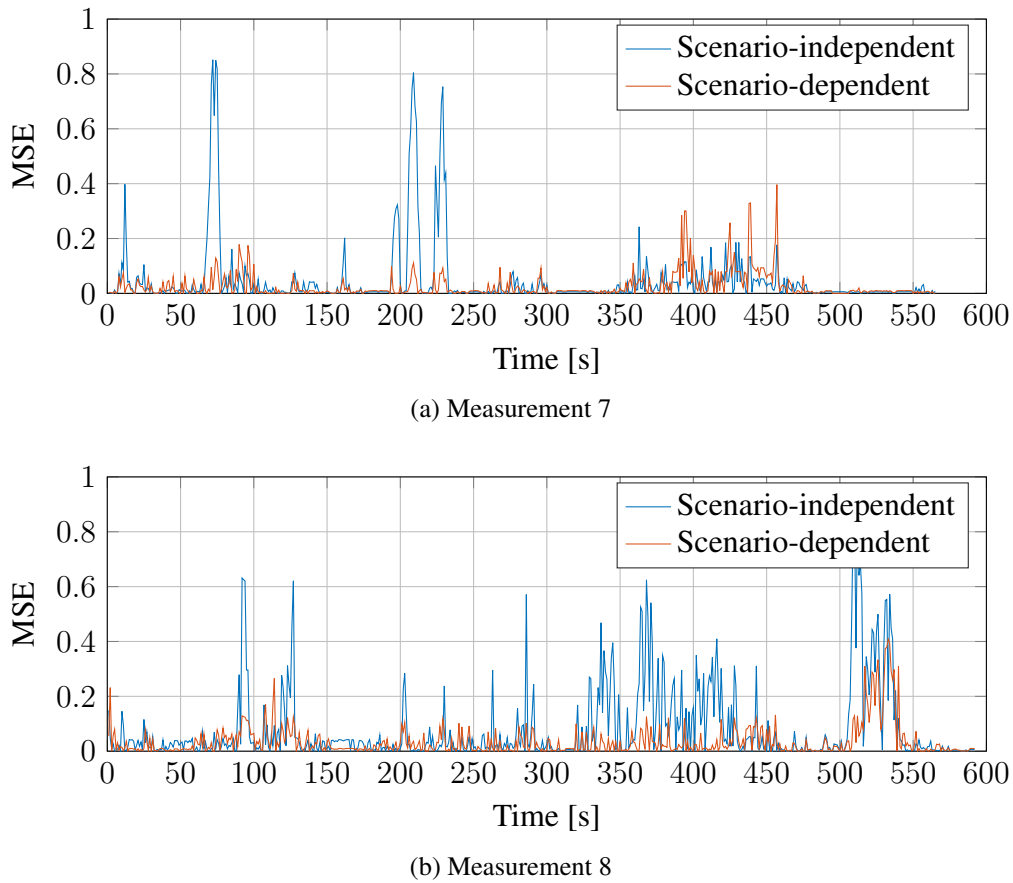 1
0.8
0.6
0.4
0.2
0
MSE
Scenario-independent
Scenario-dependent
0 50 100 150 200 250 300 350 400 450 500 550 600
Time [s]
(a) Measurement 7
1
0.8
0.6
0.4
0.2
0
MSE
Scenario-independent
Scenario-dependent
0 50 100 150 200 250 300 350 400 450 500 550 600
Time [s]
(b) Measurement 8